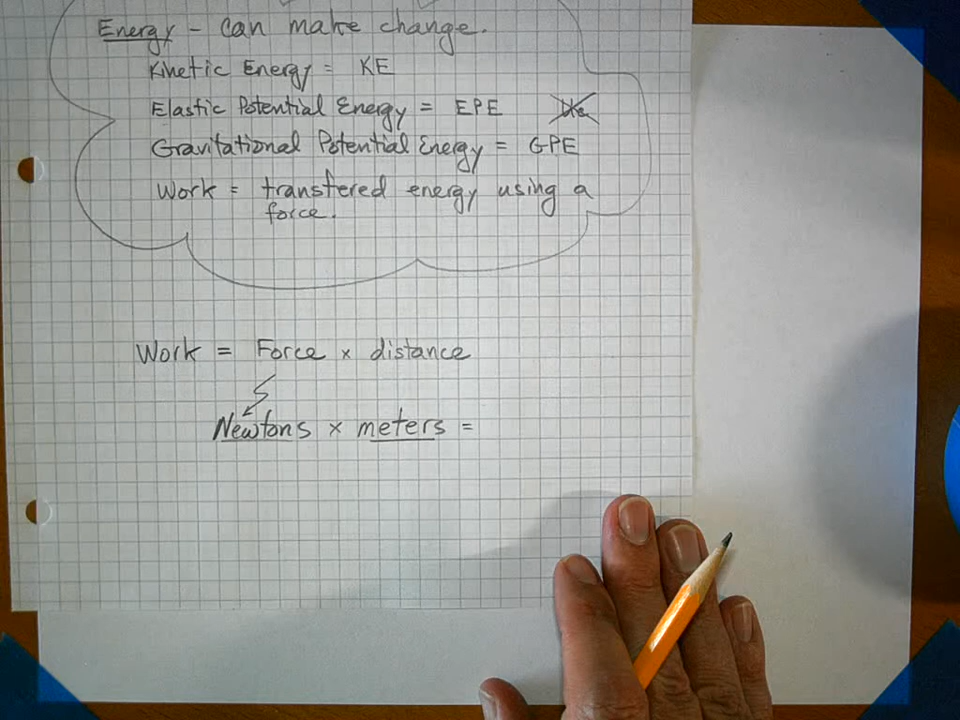 Energy - can make change.
Kinetic Energy = KE
Elastic Potential Energy = EPE
Gravitational Potential Energy = GPE
Work = transfered energy using a
force.
Work = Force × distance
Newtons × meters =